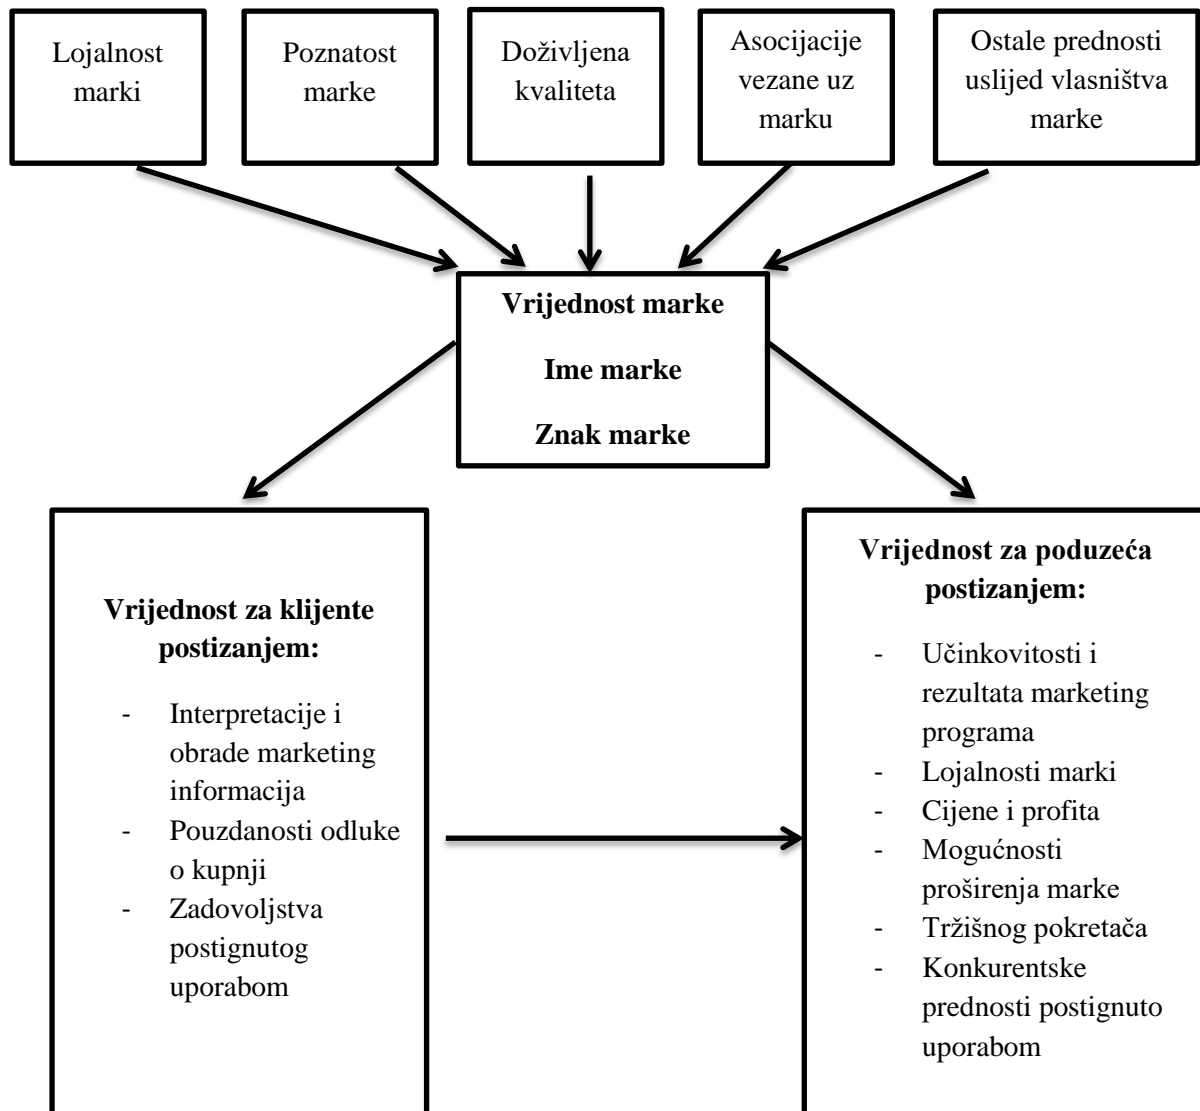 Lojalnost
marki
Poznatost
marke
Doživljena
kvaliteta
Asocijacije
vezane uz
marku
Ostale prednosti
uslijed vlasništva
marke
Vrijednost marke
Ime marke
Znak marke
Vrijednost za klijente
postizanjem:
- Interpretacije i
obrade marketing
informacija
- Pouzdanosti odluke
o kupnji
- Zadovoljstva
postignutog
uporabom
Vrijednost za poduzeća
postizanjem:
- Učinkovitosti i
rezultata marketing
programa
- Lojalnosti marki
- Cijene i profita
- Mogućnosti
proširenja marke
- Tržišnog pokretača
- Konkurentske
prednosti postignuto
uporabom